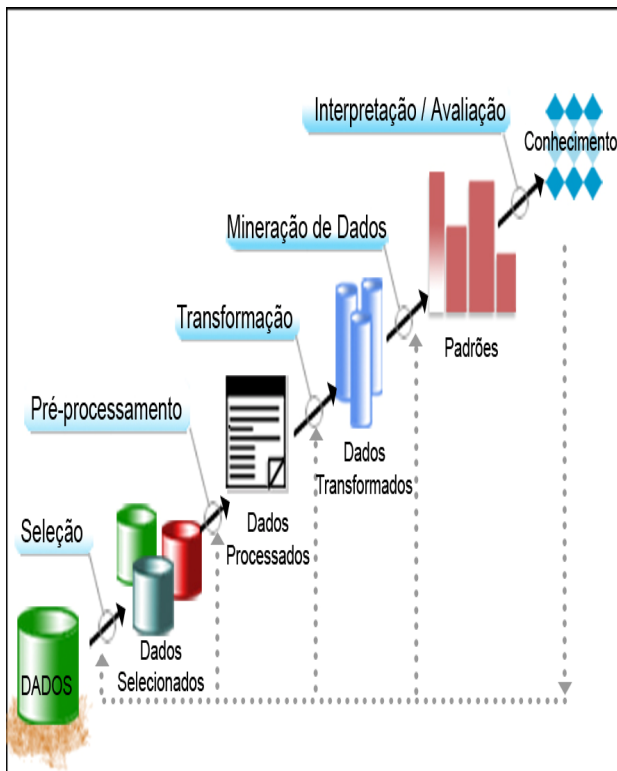 Interpretação / Avaliação
Conhecimento
Mineração de Dados
Padrões
Transformação
Dados
Transformados
Pré-processamento
Dados
Processados
Seleção
Dados
Selecionados
DADOS